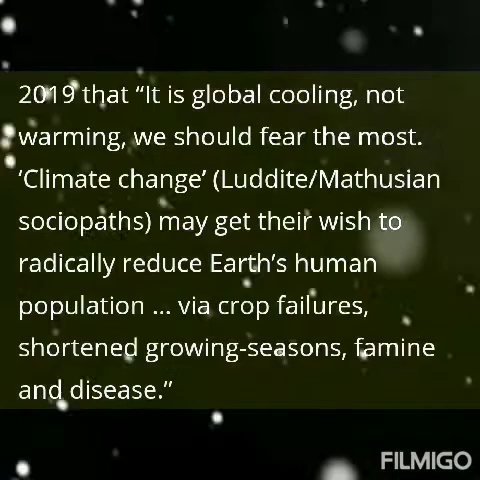 2019 that “It is global cooling, not
warming, we should fear the most.
‘Climate change’ (Luddite/Mathusian
sociopaths) may get their wish to
radically reduce Earth’s human
population ... via crop failures,
shortened growing-seasons, famine
and disease.”
FILMIGO